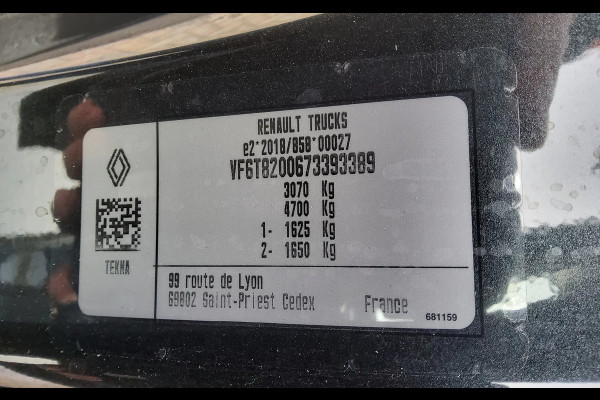 RENAULT TRUCKS
e2*2018/858*00027
VF6T8200673393389
3070 Kg
4700 Kg
1- 1625 Kg
2- 1650 Kg
TEKNA
99 route de Lyon
69802 Saint-Priest Cedex France
681159